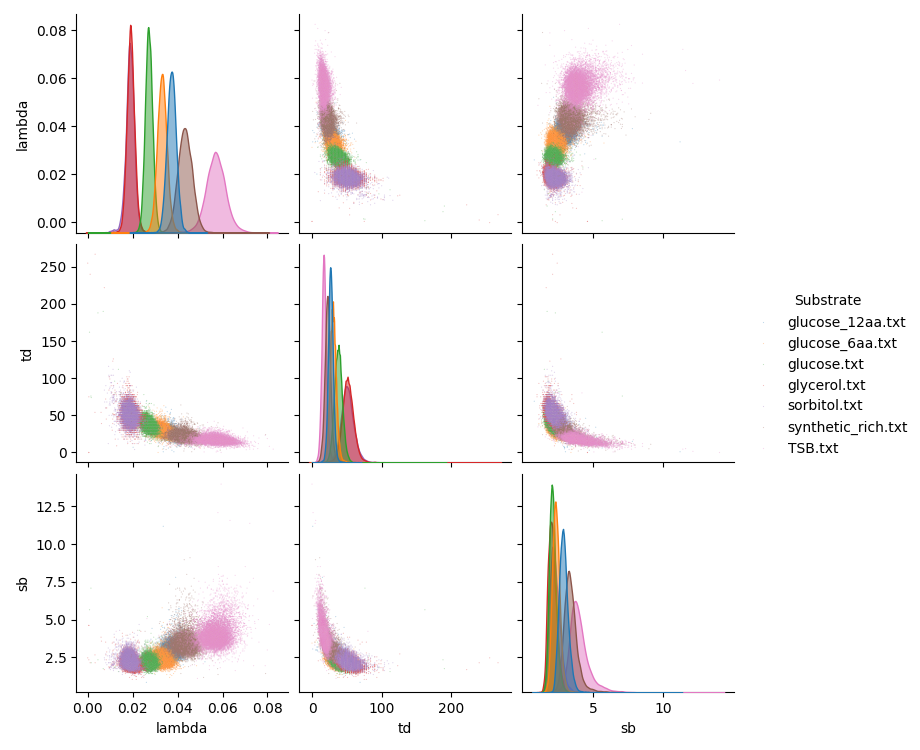 0.08
0.06
0.04
0.02
0.00
lambda
250
200
150
100
50
0
td
Substrate
glucose_12aa.txt
glucose_6aa.txt
glucose.txt
glycerol.txt
sorbitol.txt
synthetic_rich.txt
TSB.txt
12.5
10.0
7.5
5.0
2.5
sb
0.00 0.02 0.04 0.06 0.08
0 100 200
5 10
lambda td sb